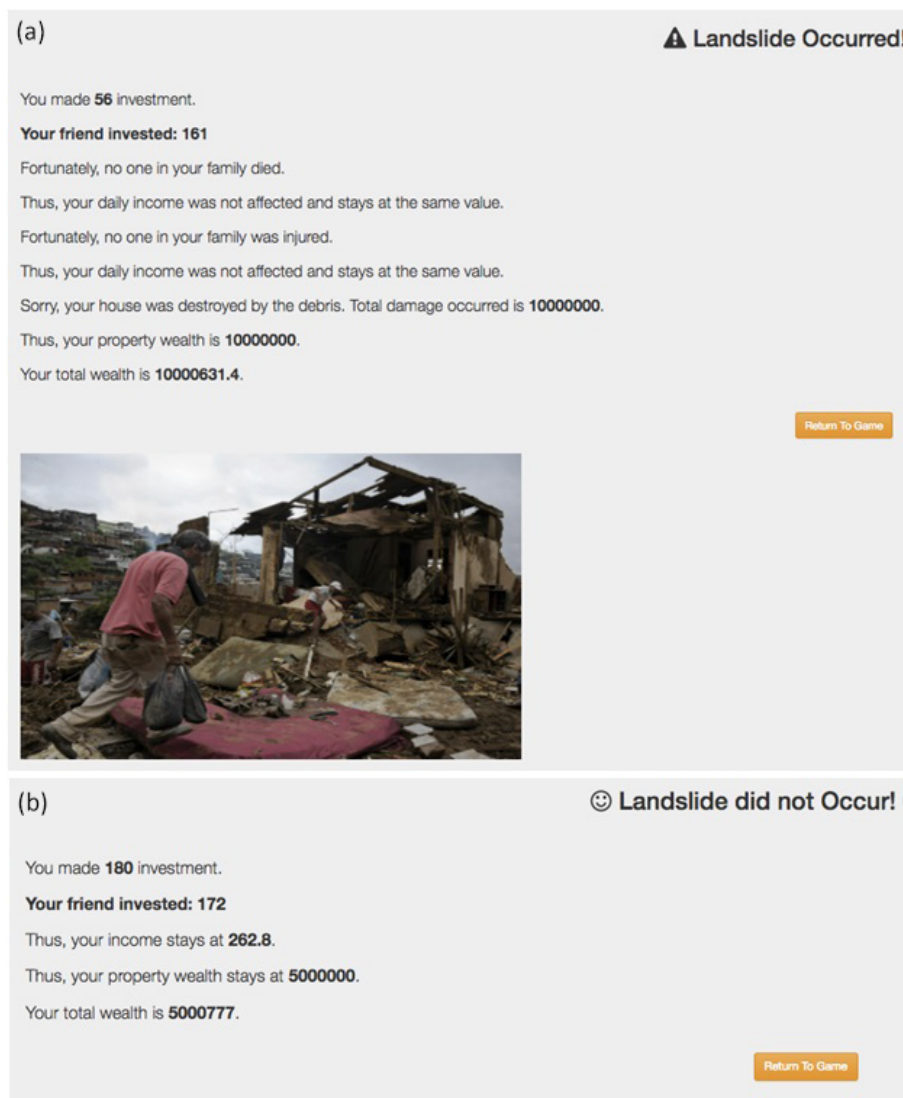 (a)
Landslide Occurred!
You made 56 investment.
Your friend invested: 161
Fortunately, no one in your family died.
Thus, your daily income was not affected and stays at the same value.
Fortunately, no one in your family was injured.
Thus, your daily income was not affected and stays at the same value.
Sorry, your house was destroyed by the debris. Total damage occurred is 10000000.
Thus, your property wealth is 10000000.
Your total wealth is 10000631.4.
Return To Game
(b)
Landslide did not Occur!
You made 180 investment.
Your friend invested: 172
Thus, your income stays at 262.8.
Thus, your property wealth stays at 5000000.
Your total wealth is 5000777.
Return To Game